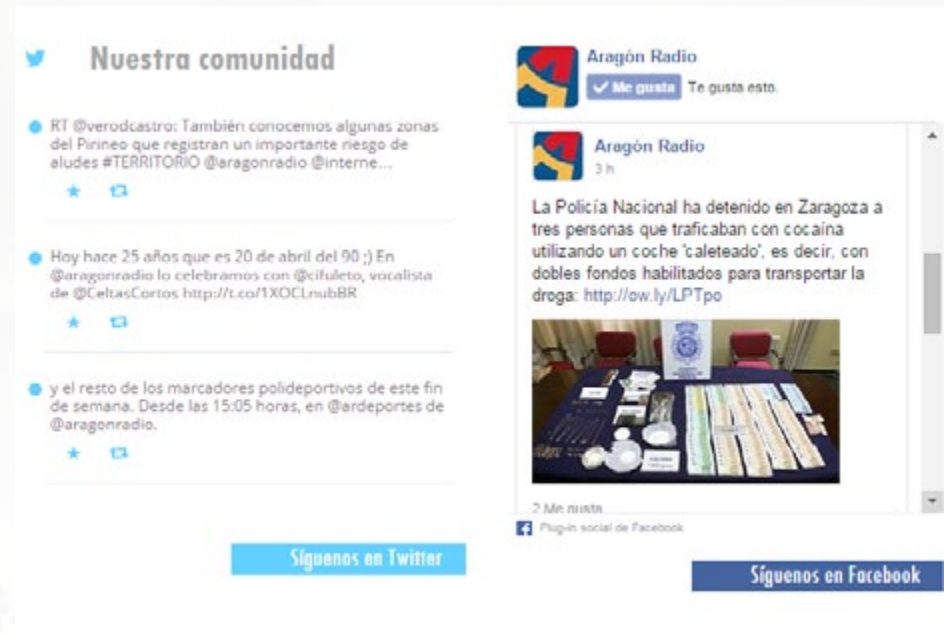 Nuestra comunidad
RT @verodcastro: También conocemos algunas zonas
del Pirineo que registran un importante riesgo de
aludes #TERRITORIO @aragonradio @interne...
Hoy hace 25 años que es 20 de abril del 90 ;) En
@aragonradio lo celebramos con @cifuleto, vocalista
de @CeltasCortos http://t.co/1XOCLnubBR
y el resto de los marcadores polideportivos de este fin
de semana. Desde las 15:05 horas, en @ardeportes de
@aragonradio.
Síguenos en Twitter
Aragón Radio
Me gusta Te gusta esto.
Aragón Radio
3 h
La Policía Nacional ha detenido en Zaragoza a
tres personas que traficaban con cocaína
utilizando un coche 'caleteado', es decir, con
dobles fondos habilitados para transportar la
droga: http://ow.ly/LPTpo
2 Me gusta
Plug-in social de Facebook
Síguenos en Facebook